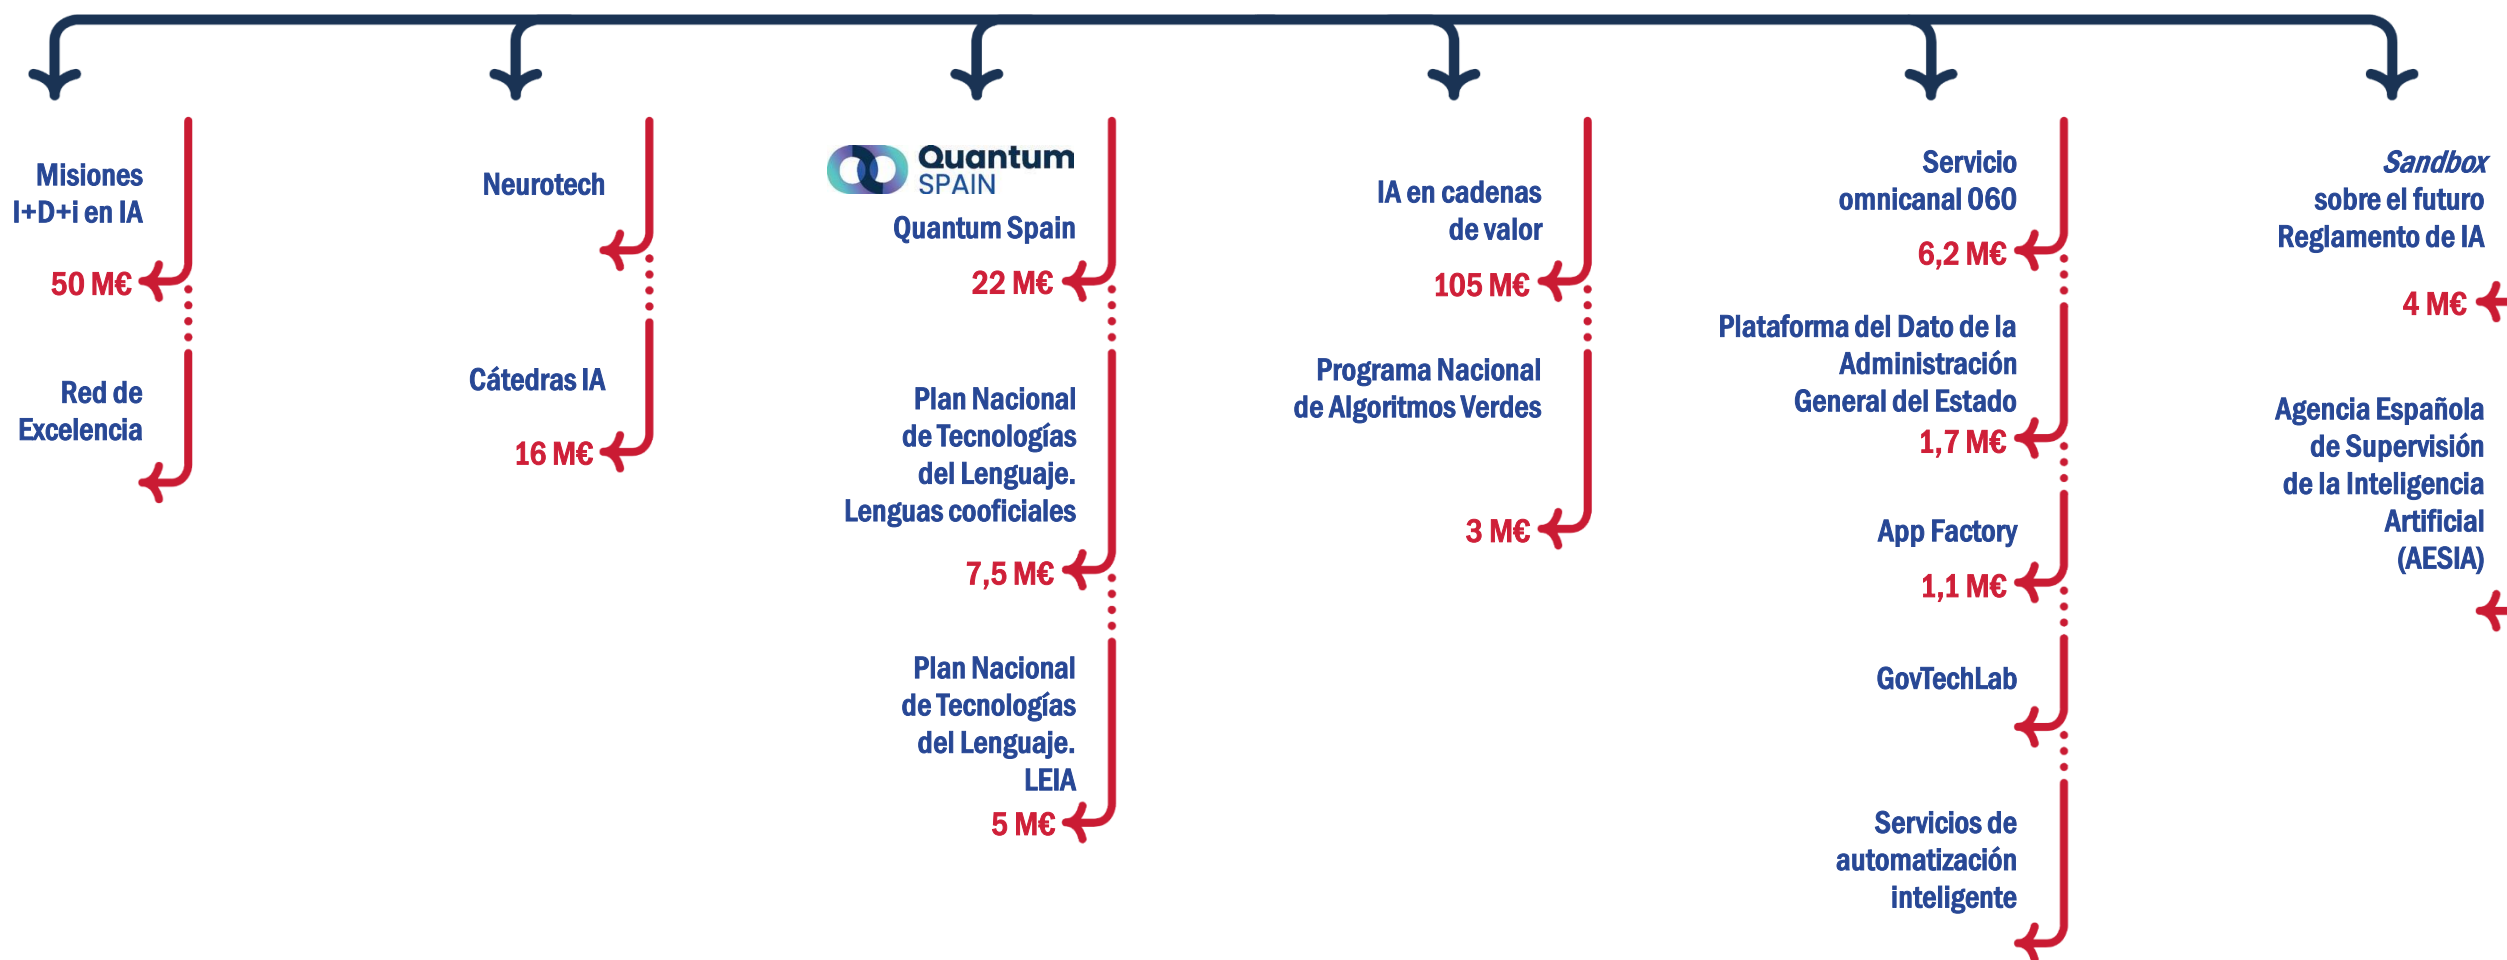 Misiones
I+D+i en IA
50 M€
Red de
Excelencia
Neurotech
Cátedras IA
16 M€
Quantum
SPAIN
Quantum Spain
22 M€
Plan Nacional
de Tecnologías
del Lenguaje.
Lenguas cooficiales
7,5 M€
Plan Nacional
de Tecnologías
del Lenguaje.
LEIA
5 M€
IA en cadenas
de valor
105 M€
Programa Nacional
de Algoritmos Verdes
3 M€
Servicio
omnicanal 060
6,2 M€
Plataforma del Dato de la
Administración
General del Estado
1,7 M€
App Factory
1,1 M€
GovTechLab
Servicios de
automatización
inteligente
Sandbox
sobre el futuro
Reglamento de IA
4 M€
Agencia Española
de Supervisión
de la Inteligencia
Artificial
(AESIA)